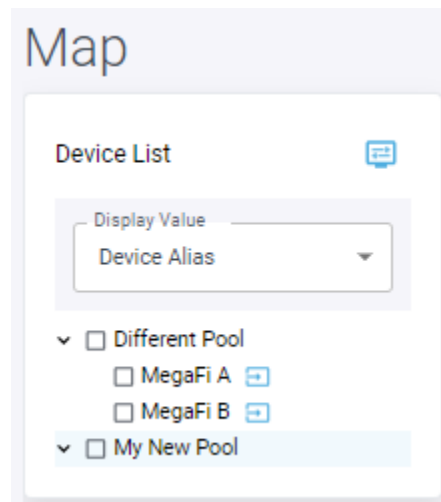 Map
Device List
Display Value
Device Alias
Different Pool
MegaFi A
MegaFi B
My New Pool